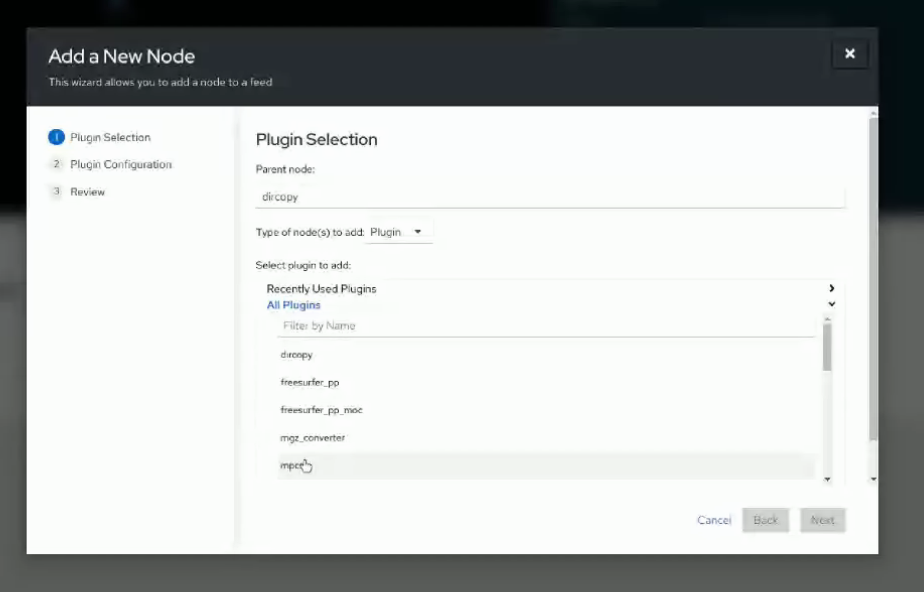 Add a New Node
This wizard allows you to add a node to a feed
1 Plugin Selection
2 Plugin Configuration
3 Review
Plugin Selection
Parent node:
dircopy
Type of node(s) to add: Plugin
Select plugin to add:
Recently Used Plugins
All Plugins
Filter by Name
dircopy
freesurfer_pp
freesurfer_pp_moc
mgz_converter
Cancel
Back
Next